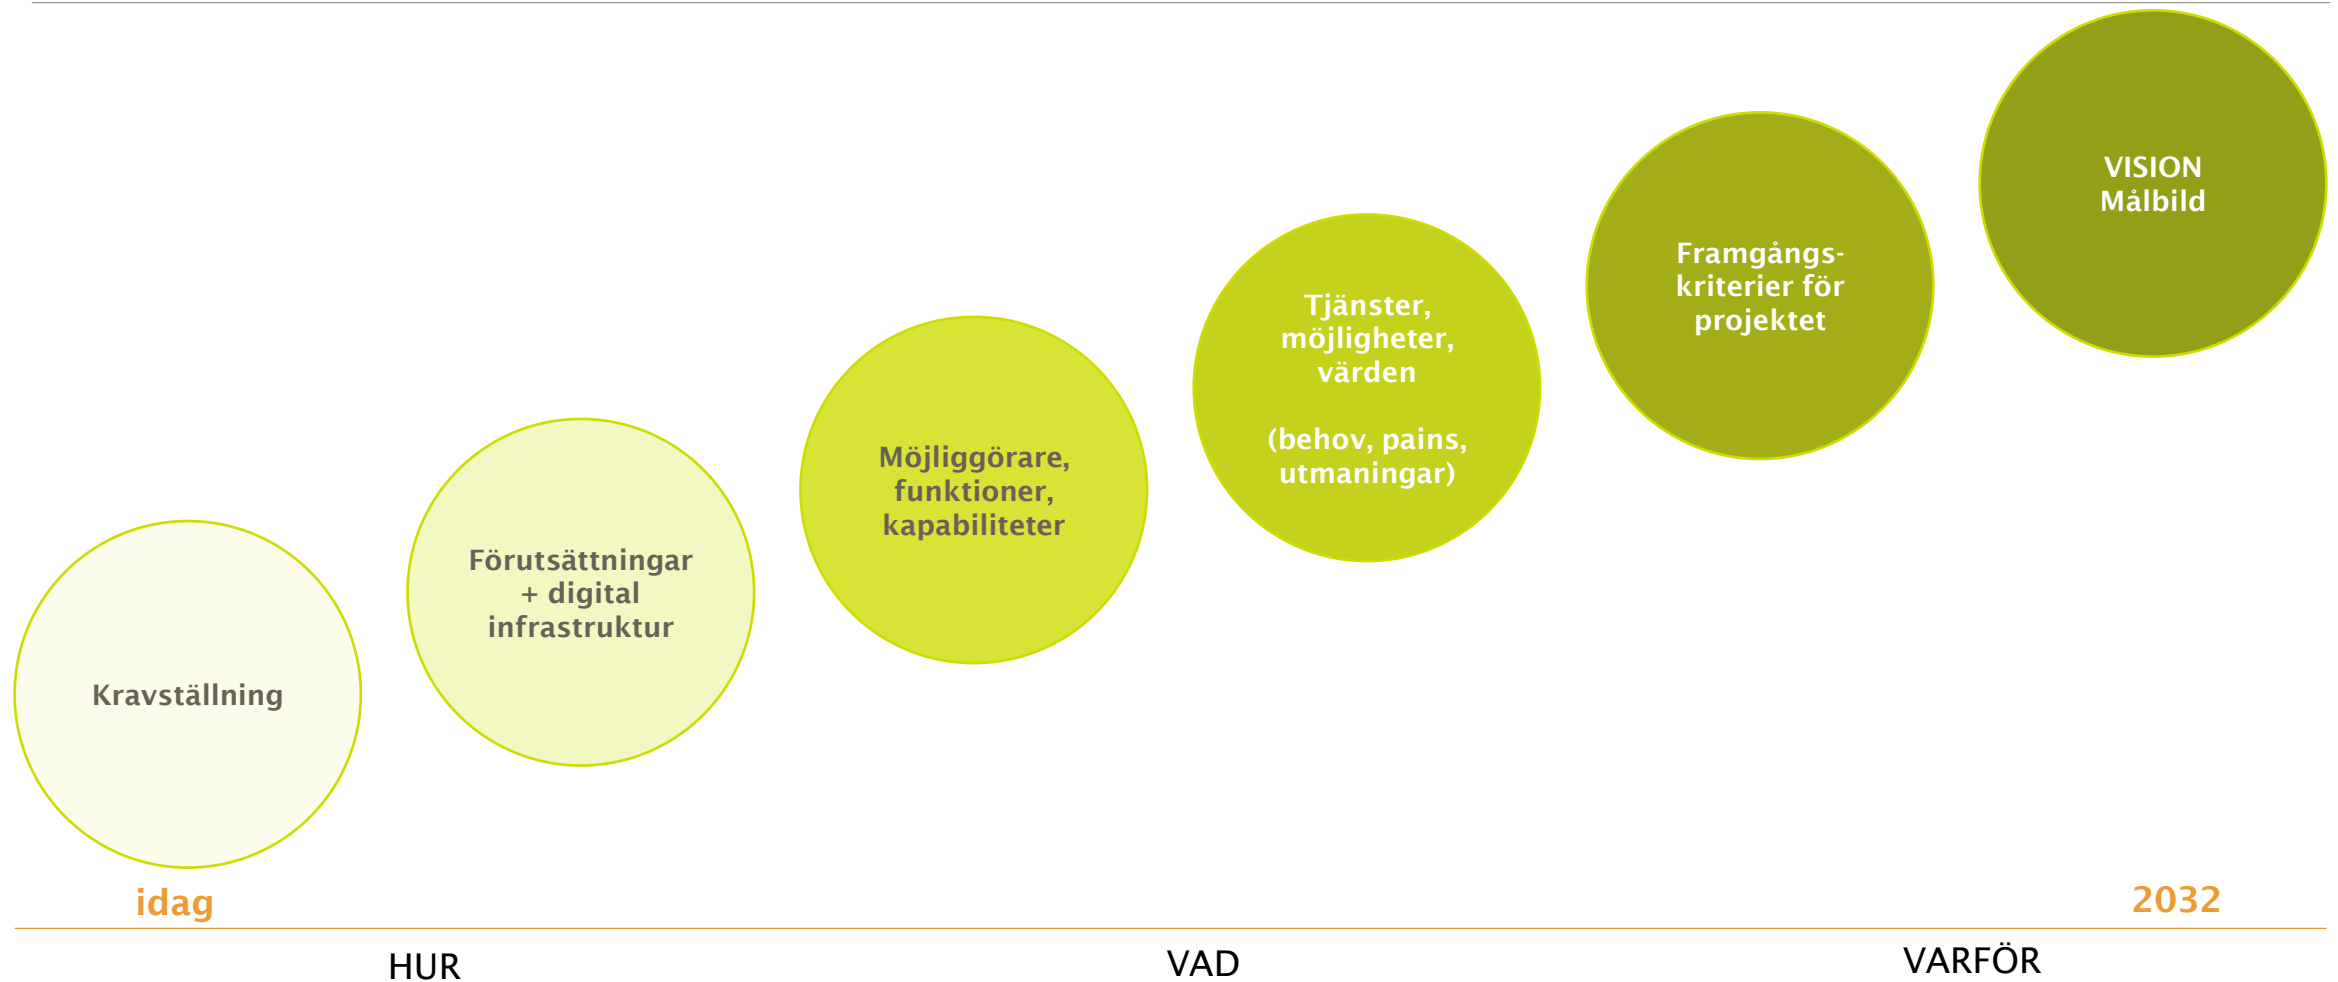 Kravställning
Förutsättningar
+ digital
infrastruktur
Möjliggörare,
funktioner,
kapabiliteter
Tjänster,
möjligheter,
värden
(behov, pains,
utmaningar)
Framgångs-
kriterier för
projektet
VISION
Målbild
idag
2032
HUR
VAD
VARFÖR